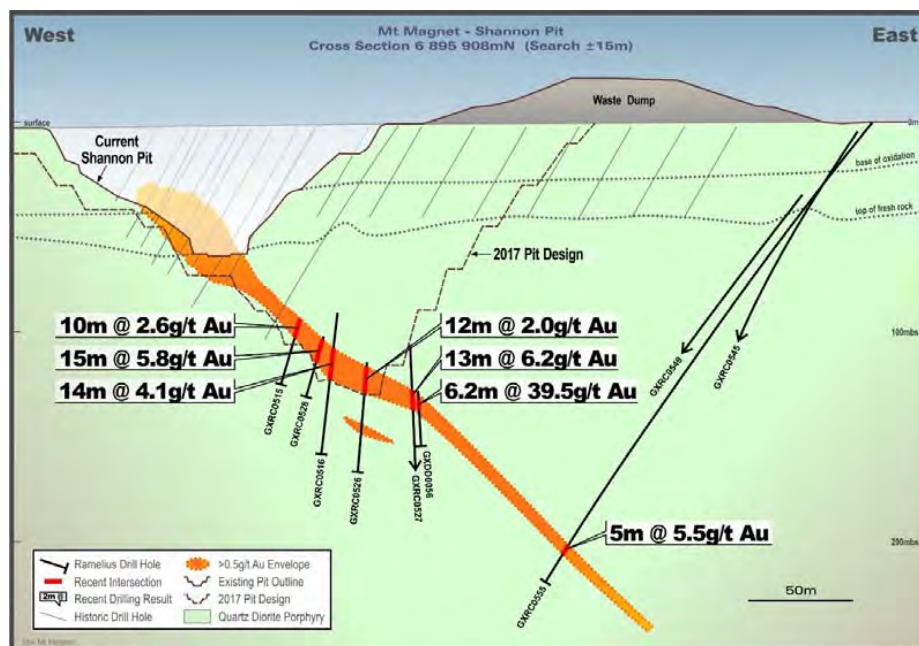 West
Mt Magnet - Shannon Pit
East
Cross Section 6 895 908mN (Search ±15m)
Waste Dump
surface
0m
Current
Shannon Pit
base of oxidation
top of fresh rock
2017 Pit Design
10m @ 2.6g/t Au
12m @ 2.0g/t Au
100mbs
15m @ 5.8g/t Au
13m @ 6.2g/t Au
14m @ 4.1g/t Au
6.2m @ 39.5g/t Au
GXRC0549
GXRC0545
GXRC0515
GXRC0528
GXRC0516
GXRC0526
GXRC0527
GXDD0056
5m @ 5.5g/t Au
200mbs
GXRC0555
Ramelius Drill Hole
>0.5g/t Au Envelope
Recent Intersection
Existing Pit Outline
2m @
Recent Drilling Result
2017 Pit Design
Historic Drill Hole
Quartz Diorite Porphyry
50m